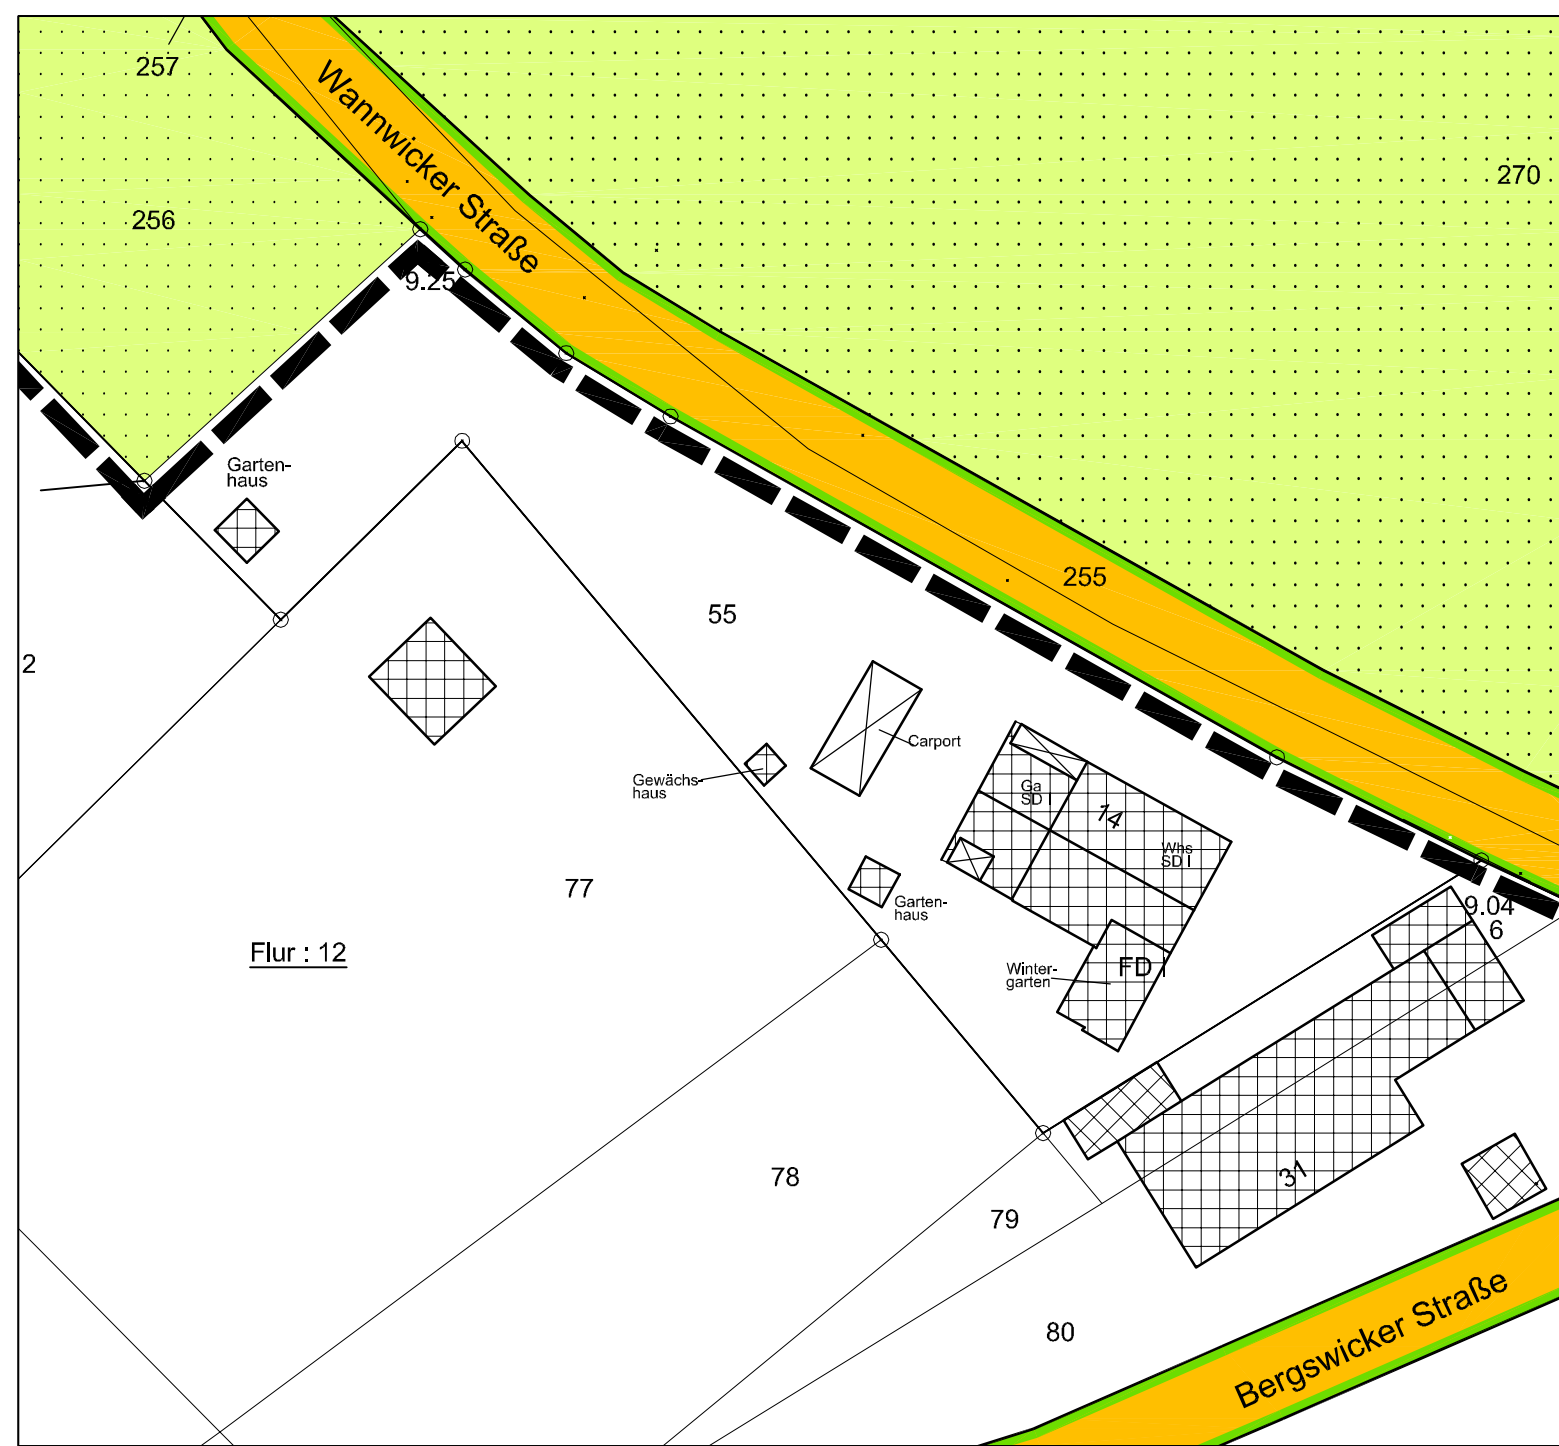 257
Wannwicker Straße
270
256
9.25
Garten-
haus
255
55
2
Carport
Gewächs-
haus
Ga
SD I
14
Whs
SD I
77
Garten-
haus
9.04
6
Flur : 12
Winter-
garten
FD I
78
31
79
80
Bergswicker Straße